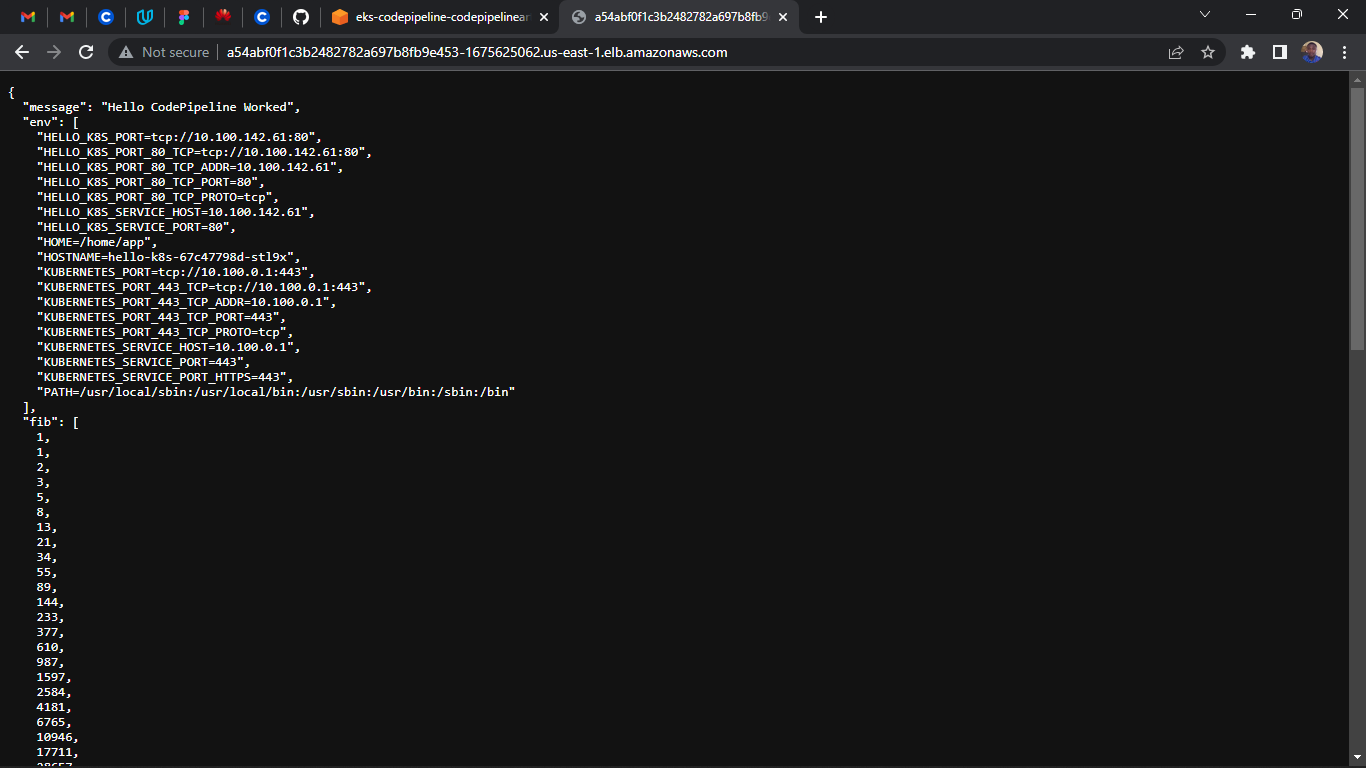 eks-codepipeline-codepipelinear
a54abf0f1c3b2482782a697b8fb9
Not secure
a54abf0f1c3b2482782a697b8fb9e453-1675625062.us-east-1.elb.amazonaws.com
{
  "message": "Hello CodePipeline Worked",
  "env": [
    "HELLO_K8S_PORT=tcp://10.100.142.61:80",
    "HELLO_K8S_PORT_80_TCP=tcp://10.100.142.61:80",
    "HELLO_K8S_PORT_80_TCP_ADDR=10.100.142.61",
    "HELLO_K8S_PORT_80_TCP_PORT=80",
    "HELLO_K8S_PORT_80_TCP_PROTO=tcp",
    "HELLO_K8S_SERVICE_HOST=10.100.142.61",
    "HELLO_K8S_SERVICE_PORT=80",
    "HOME=/home/app",
    "HOSTNAME=hello-k8s-67c47798d-stl9x",
    "KUBERNETES_PORT=tcp://10.100.0.1:443",
    "KUBERNETES_PORT_443_TCP=tcp://10.100.0.1:443",
    "KUBERNETES_PORT_443_TCP_ADDR=10.100.0.1",
    "KUBERNETES_PORT_443_TCP_PORT=443",
    "KUBERNETES_PORT_443_TCP_PROTO=tcp",
    "KUBERNETES_SERVICE_HOST=10.100.0.1",
    "KUBERNETES_SERVICE_PORT=443",
    "KUBERNETES_SERVICE_PORT_HTTPS=443",
    "PATH=/usr/local/sbin:/usr/local/bin:/usr/sbin:/usr/bin:/sbin:/bin"
  ],
  "fib": [
    1,
    1,
    2,
    3,
    5,
    8,
    13,
    21,
    34,
    55,
    89,
    144,
    233,
    377,
    610,
    987,
    1597,
    2584,
    4181,
    6765,
    10946,
    17711,